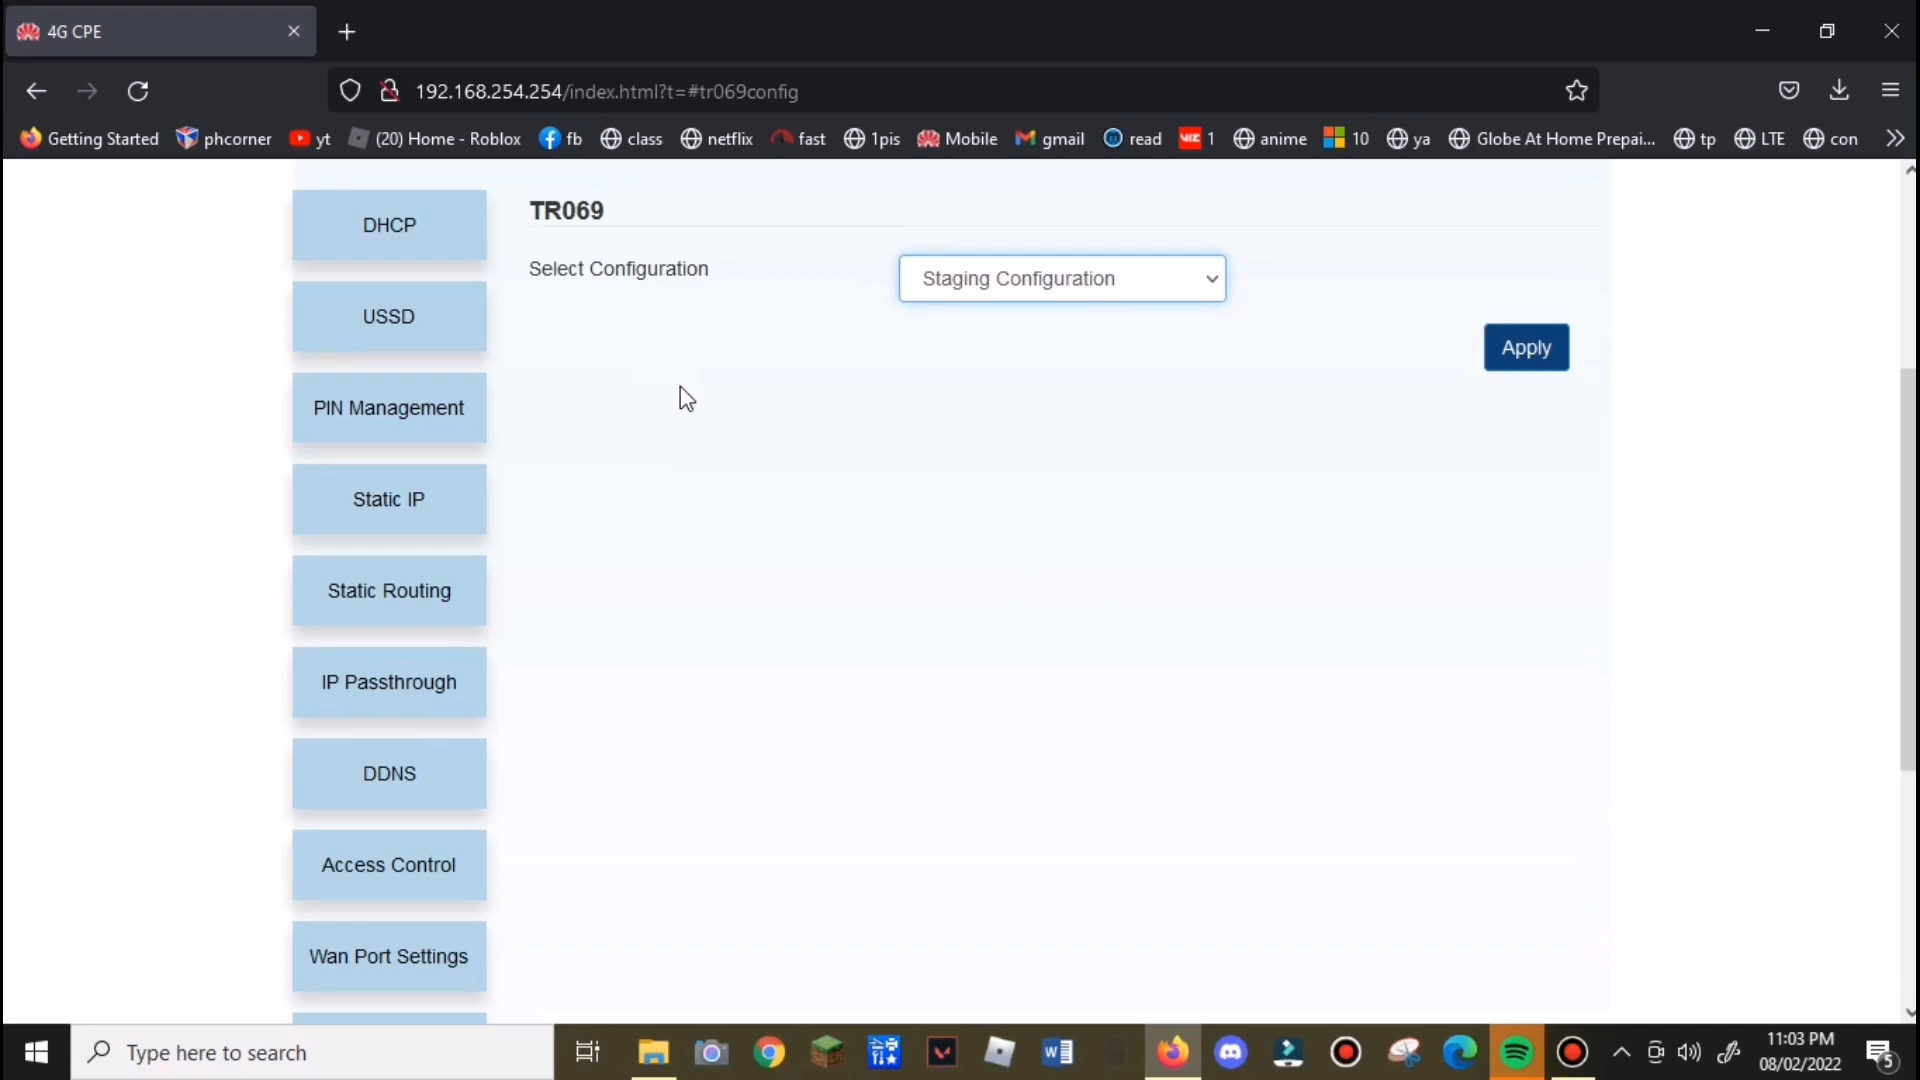 4G CPE
192.168.254.254/index.html?t=#tr069config
Getting Started phcorner yt (20) Home - Roblox fb class netflix fast 1pis Mobile gmail read VIZ 1 anime 10 ya Globe At Home Prepai... tp LTE con
DHCP
TR069
Select Configuration
Staging Configuration
USSD
Apply
PIN Management
Static IP
Static Routing
IP Passthrough
DDNS
Access Control
Wan Port Settings
Type here to search
11:03 PM
08/02/2022
5